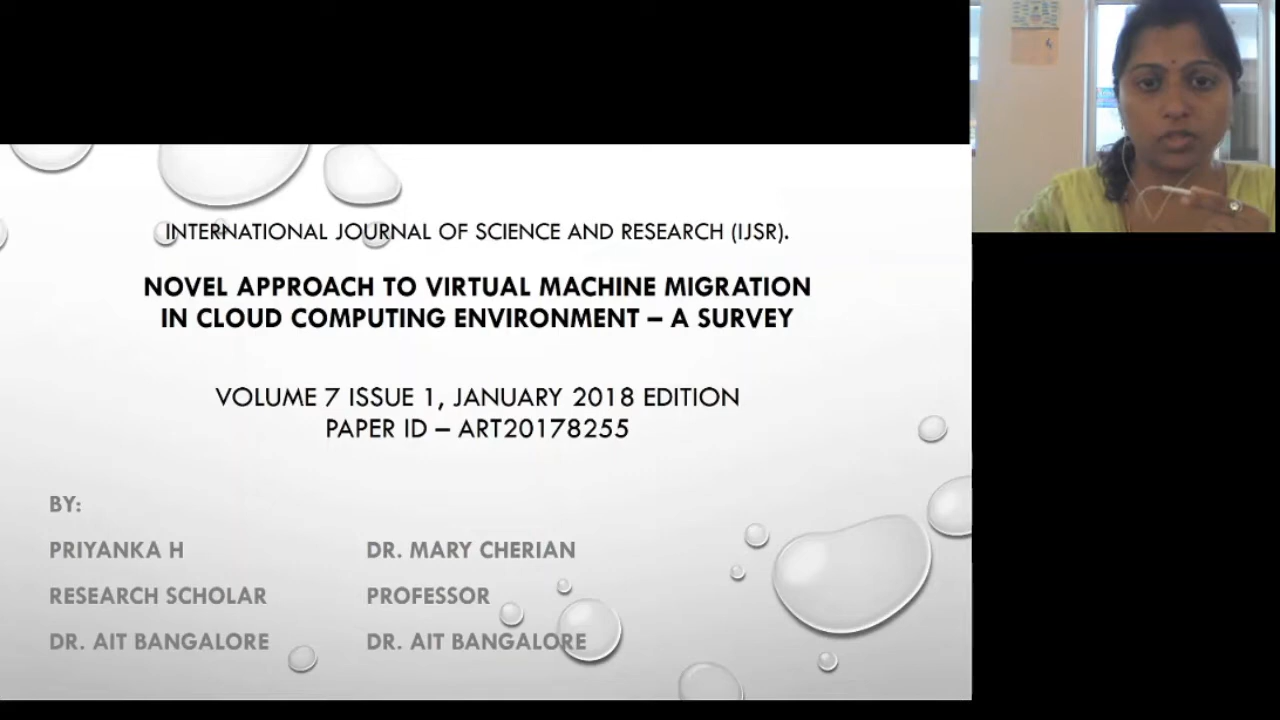 INTERNATIONAL JOURNAL OF SCIENCE AND RESEARCH (IJSR).
NOVEL APPROACH TO VIRTUAL MACHINE MIGRATION
IN CLOUD COMPUTING ENVIRONMENT – A SURVEY
VOLUME 7 ISSUE 1, JANUARY 2018 EDITION
PAPER ID – ART20178255
BY:
PRIYANKA H DR. MARY CHERIAN
RESEARCH SCHOLAR PROFESSOR
DR. AIT BANGALORE DR. AIT BANGALORE